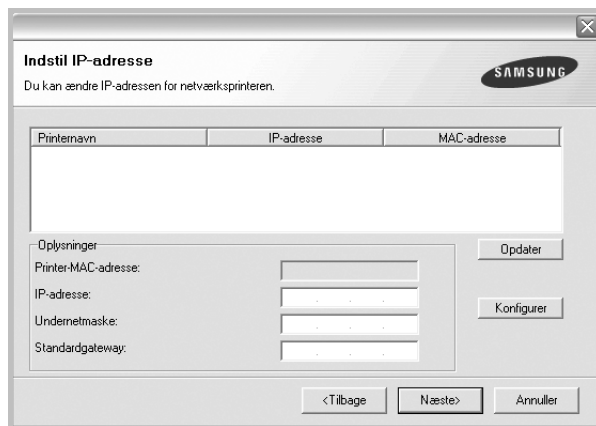 Indstil IP-adresse
Du kan ændre IP-adressen for netværksprinteren.
SAMSUNG
Printernavn IP-adresse MAC-adresse
Oplysninger
Printer-MAC-adresse:
IP-adresse:
Undernetmaske:
Standardgateway:
Opdater
Konfigurer
<Tilbage Næste> Annuller